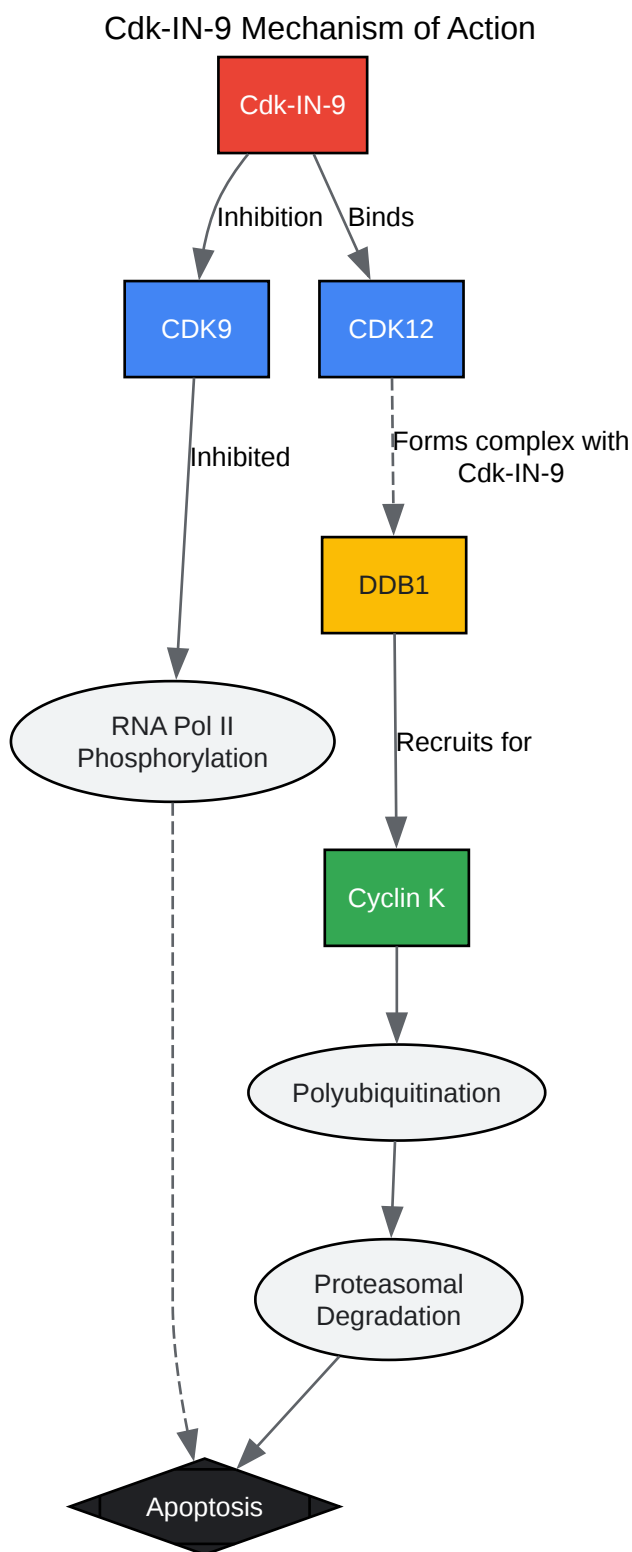 Cdk-IN-9 Mechanism of Action
Cdk-IN-9
Inhibition
Binds
CDK9
CDK12
Forms complex with
Cdk-IN-9
Inhibited
DDB1
RNA Pol II
Phosphorylation
Recruits for
Cyclin K
Polyubiquitination
Proteasomal
Degradation
Apoptosis